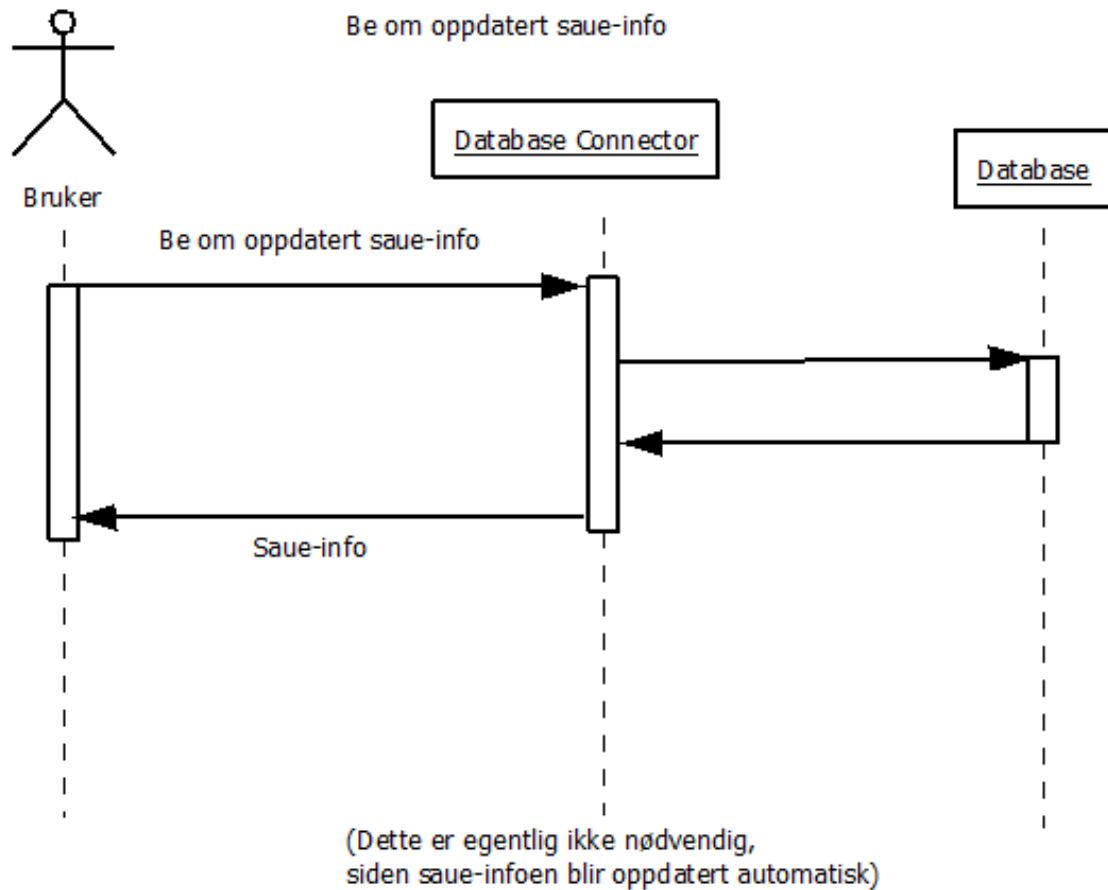 Be om oppdatert saue-info
Database Connector
Database
Bruker
Be om oppdatert saue-info
Saue-info
(Dette er egentlig ikke nødvendig,
siden saue-infoen blir oppdatert automatisk)